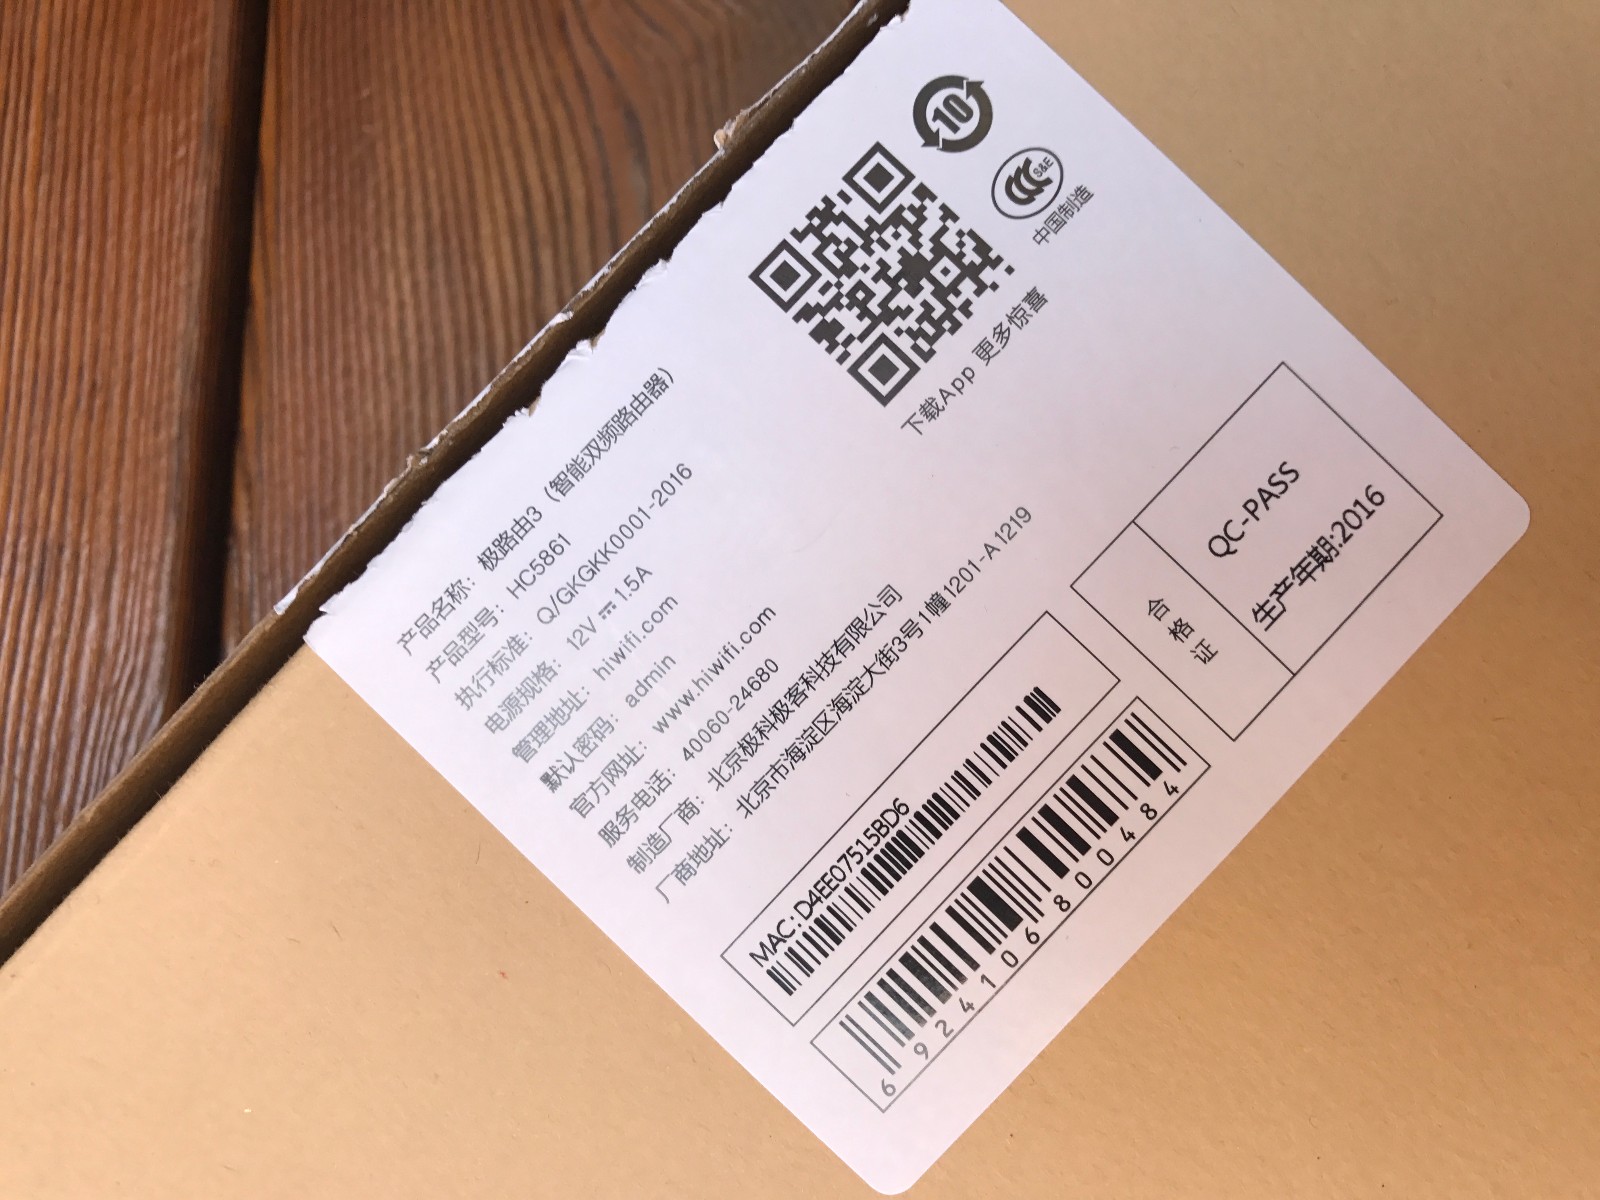 产品名称：极路由3（智能双频路由器）
产品型号：HC5861
执行标准：Q/GKGKK0001-2016
电源规格：12V⎓1.5A
管理地址：hiwifi.com
默认密码：admin
官方网址：www.hiwifi.com
服务电话：40060-24680
制造厂商：北京极科极客科技有限公司
厂商地址：北京市海淀区海淀大街3号1幢1201-A1219
10
CCC S&E
中国制造
下载App 更多惊喜
MAC:D4EE07515BD6
6924106800484
合格证
QC-PASS
生产年期:2016